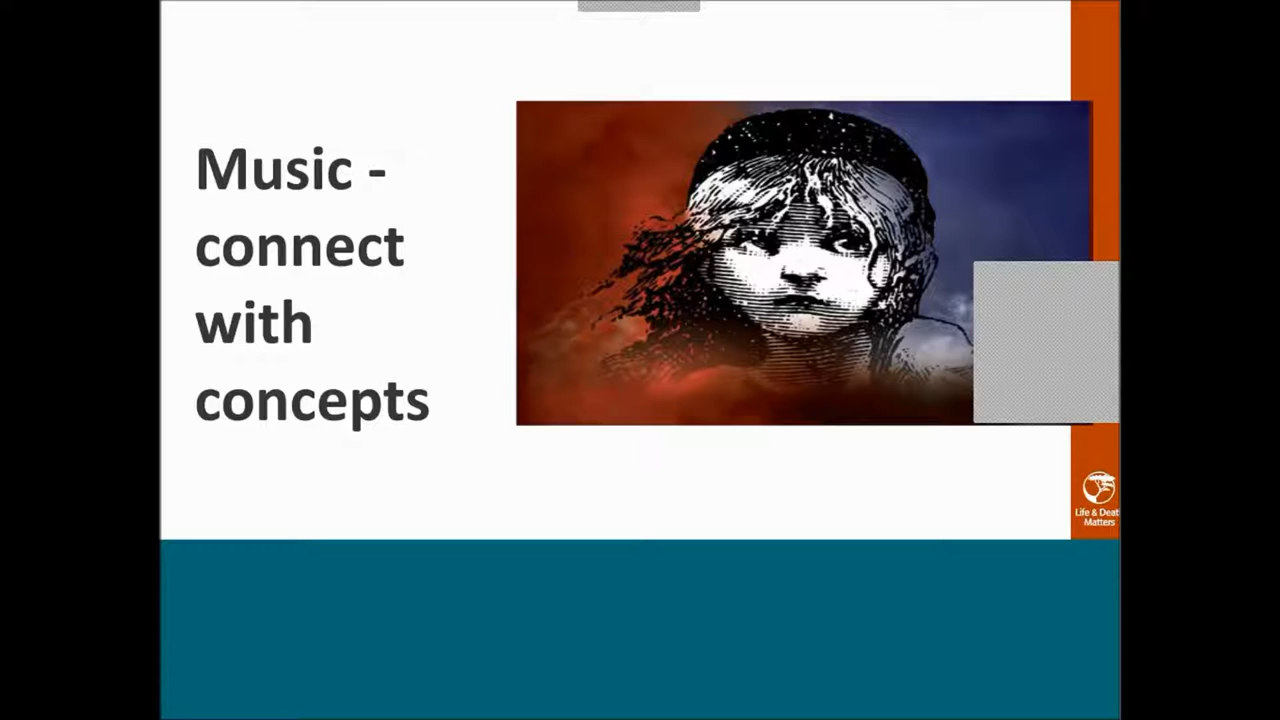 Music -
connect
with
concepts
Life & Deat
Matters